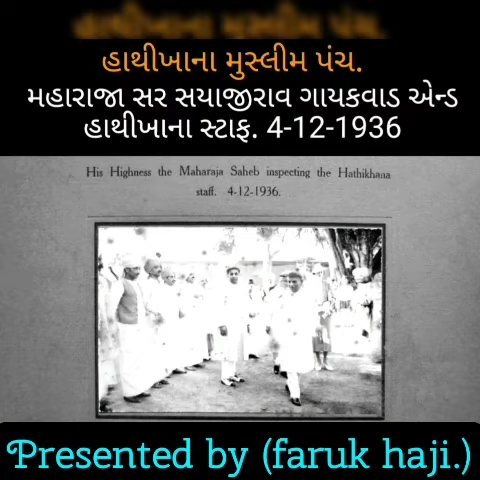 હાથીખાના મુસ્લીમ પંચ.
મહારાજા સર સયાજીરાવ ગાયકવાડ એન્ડ
હાથીખાના સ્ટાફ. 4-12-1936
His Highness the Maharaja Saheb inspecting the Hathikhana
staff. 4-12-1936.
Presented by (faruk haji.)